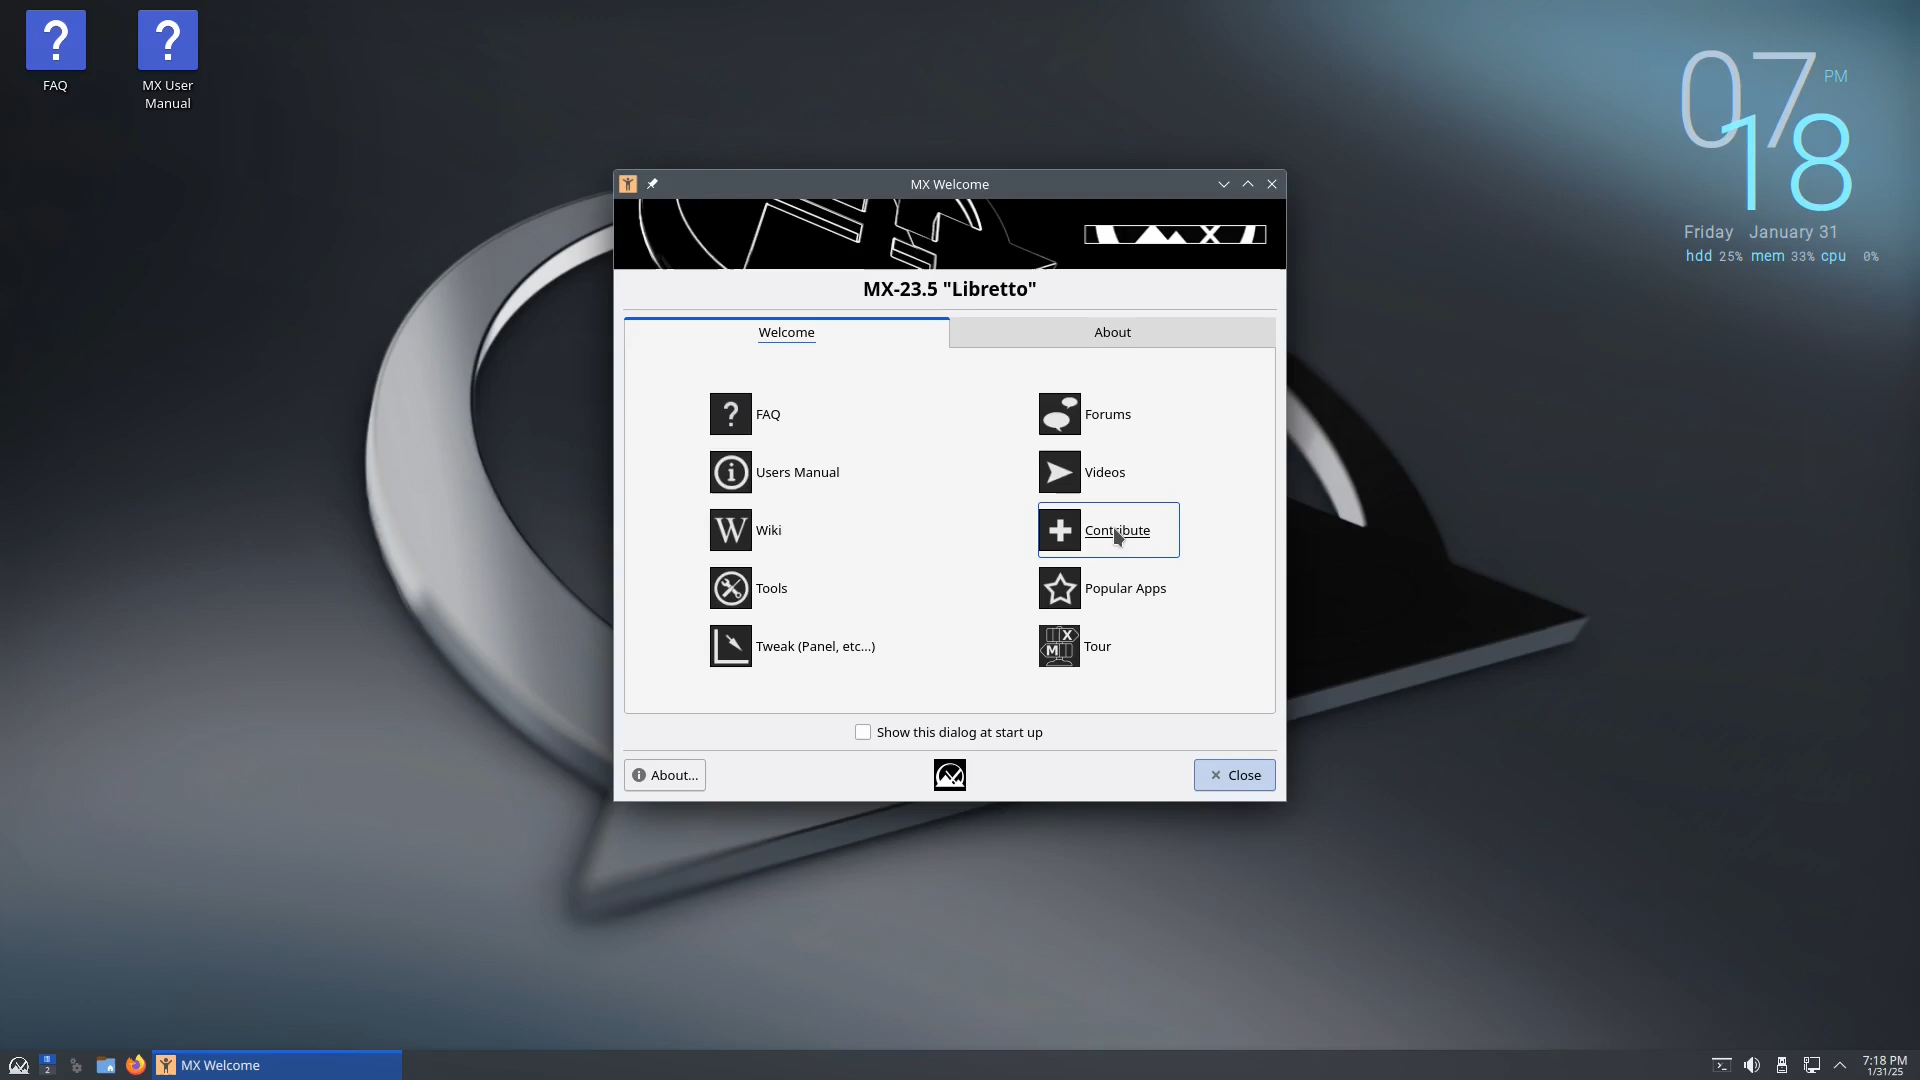 FAQ
MX User
Manual
07 PM
18
Friday January 31
hdd 25% mem 33% cpu 0%
MX Welcome
MX
MX-23.5 "Libretto"
Welcome
About
FAQ
Forums
Users Manual
Videos
Wiki
Contribute
Tools
Popular Apps
Tweak (Panel, etc...)
Tour
Show this dialog at start up
About...
Close
2
MX Welcome
7:18 PM
1/31/25